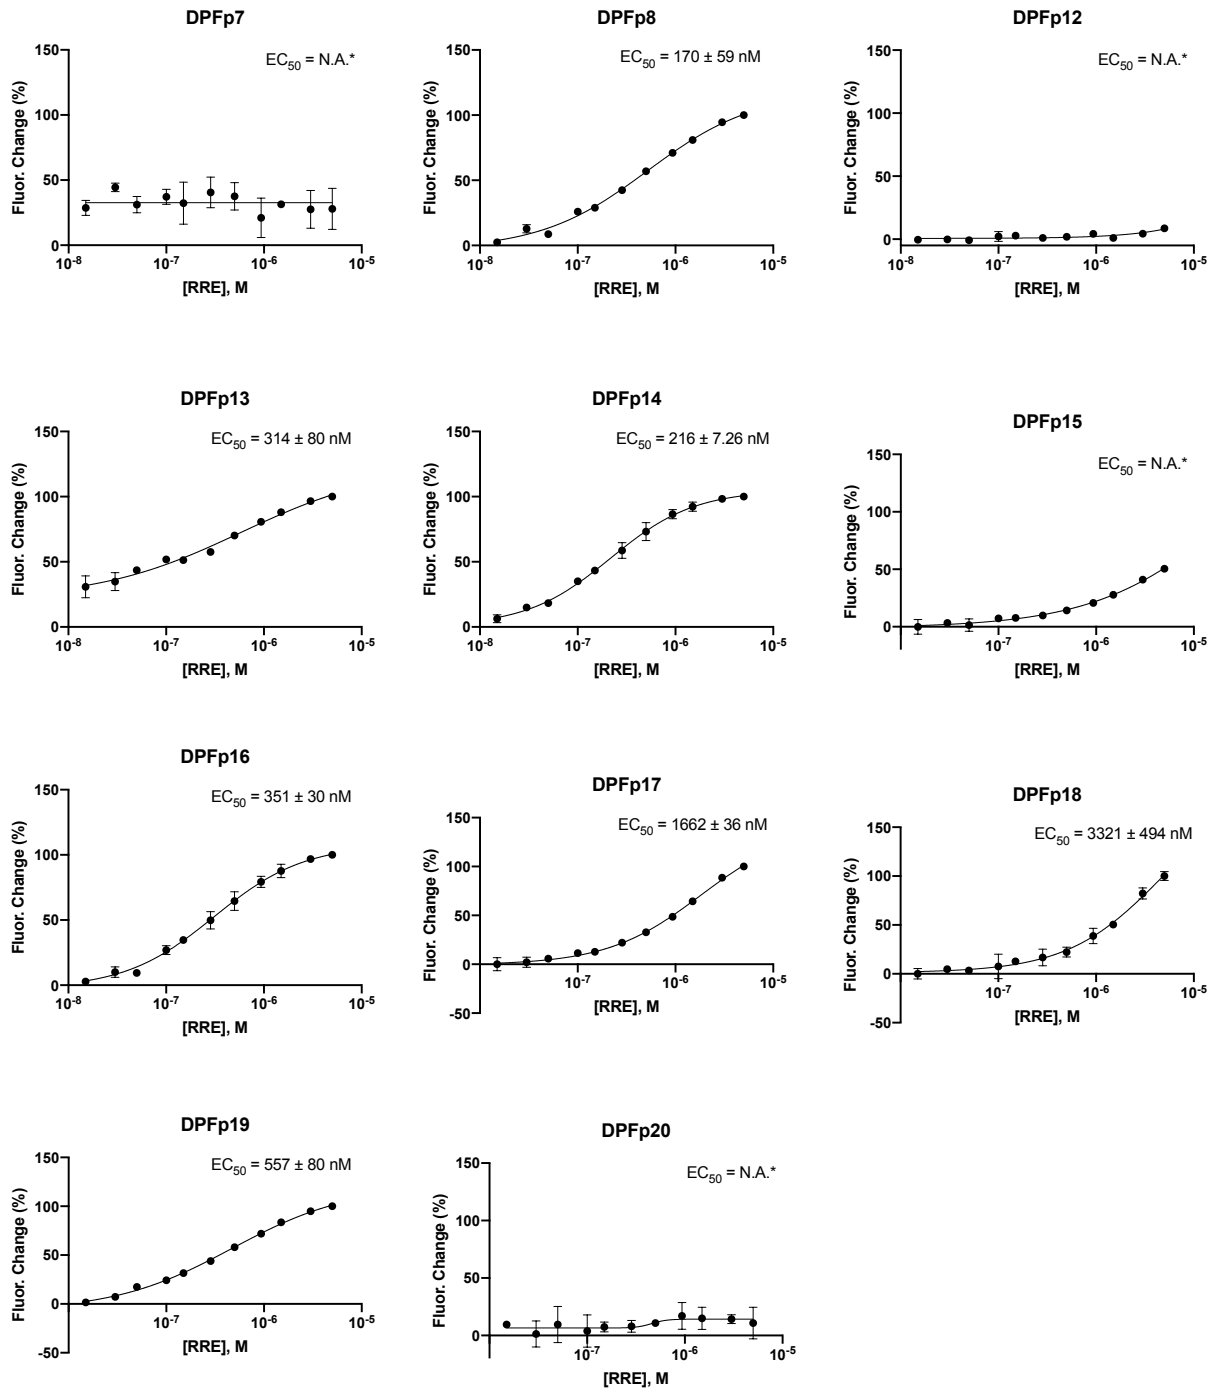 DPFp7
EC50 = N.A.*
Fluor. Change (%)
150
100
50
0
10-8
10-7
10-6
10-5
[RRE], M
DPFp8
EC50 = 170 ± 59 nM
Fluor. Change (%)
150
100
50
0
10-8
10-7
10-6
10-5
[RRE], M
DPFp12
EC50 = N.A.*
Fluor. Change (%)
150
100
50
0
10-8
10-7
10-6
10-5
[RRE], M
DPFp13
EC50 = 314 ± 80 nM
Fluor. Change (%)
150
100
50
0
10-8
10-7
10-6
10-5
[RRE], M
DPFp14
EC50 = 216 ± 7.26 nM
Fluor. Change (%)
150
100
50
0
10-8
10-7
10-6
10-5
[RRE], M
DPFp15
EC50 = N.A.*
Fluor. Change (%)
150
100
50
0
10-7
10-6
10-5
[RRE], M
DPFp16
EC50 = 351 ± 30 nM
Fluor. Change (%)
150
100
50
0
10-8
10-7
10-6
10-5
[RRE], M
DPFp17
EC50 = 1662 ± 36 nM
Fluor. Change (%)
150
100
50
0
-50
10-7
10-6
10-5
[RRE], M
DPFp18
EC50 = 3321 ± 494 nM
Fluor. Change (%)
150
100
50
0
-50
10-7
10-6
10-5
[RRE], M
DPFp19
EC50 = 557 ± 80 nM
Fluor. Change (%)
150
100
50
0
-50
10-7
10-6
10-5
[RRE], M
DPFp20
EC50 = N.A.*
Fluor. Change (%)
150
100
50
0
10-7
10-6
10-5
[RRE], M